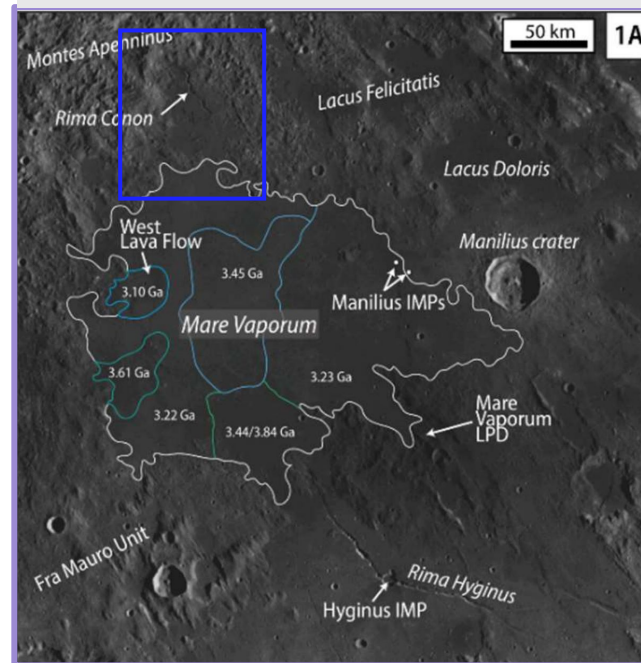 50 km
1A
Montes Apenninus
Rima Conon
Lacus Felicitatis
Lacus Doloris
Manilius crater
West
Lava Flow
3.10 Ga
3.45 Ga
Manilius IMPs
Mare Vaporum
3.61 Ga
3.23 Ga
3.22 Ga
3.44/3.84 Ga
Mare
Vaporum
LPD
Fra Mauro Unit
Rima Hyginus
Hyginus IMP